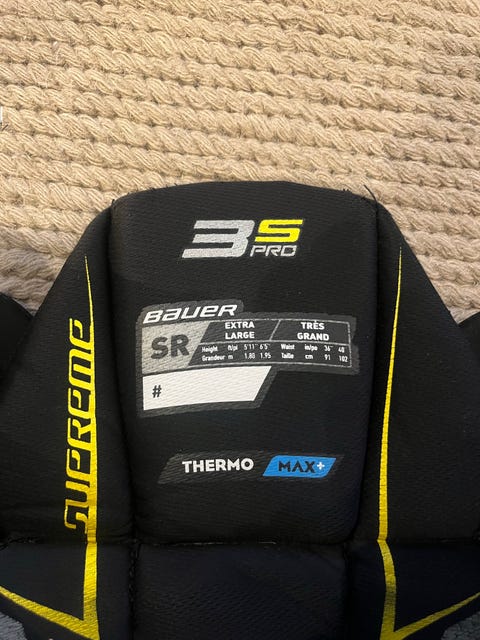 3S
PRO
BAUER
SR
EXTRA LARGE
TRÈS GRAND
Height ft/pi 5'11" 6'5" Waist in/po 36" 40"
Grandeur m 1.80 1.95 Taille cm 91 102
#
THERMO MAX+
SUPREME